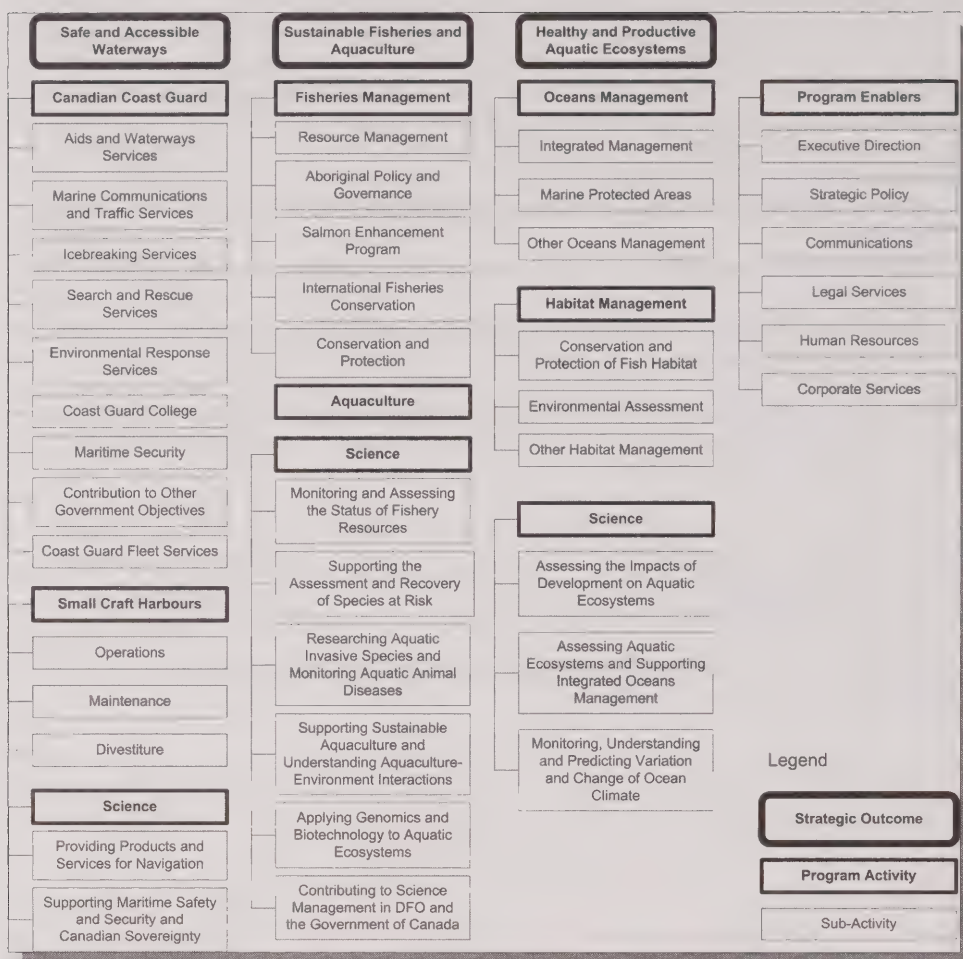 Safe and Accessible
Waterways
Canadian Coast Guard
Aids and Waterways
Services
Marine Communications
and Traffic Services
Icebreaking Services
Search and Rescue
Services
Environmental Response
Services
Coast Guard College
Maritime Security
Contribution to Other
Government Objectives
Coast Guard Fleet Services
Small Craft Harbours
Operations
Maintenance
Divestiture
Science
Providing Products and
Services for Navigation
Supporting Maritime Safety
and Security and
Canadian Sovereignty
Sustainable Fisheries and
Aquaculture
Fisheries Management
Resource Management
Aboriginal Policy and
Governance
Salmon Enhancement
Program
International Fisheries
Conservation
Conservation and
Protection
Aquaculture
Science
Monitoring and Assessing
the Status of Fishery
Resources
Supporting the
Assessment and Recovery
of Species at Risk
Researching Aquatic
Invasive Species and
Monitoring Aquatic Animal
Diseases
Supporting Sustainable
Aquaculture and
Understanding Aquaculture-
Environment Interactions
Applying Genomics and
Biotechnology to Aquatic
Ecosystems
Contributing to Science
Management in DFO and
the Government of Canada
Healthy and Productive
Aquatic Ecosystems
Oceans Management
Integrated Management
Marine Protected Areas
Other Oceans Management
Habitat Management
Conservation and
Protection of Fish Habitat
Environmental Assessment
Other Habitat Management
Science
Assessing the Impacts of
Development on Aquatic
Ecosystems
Assessing Aquatic
Ecosystems and Supporting
Integrated Oceans
Management
Monitoring, Understanding
and Predicting Variation
and Change of Ocean
Climate
Program Enablers
Executive Direction
Strategic Policy
Communications
Legal Services
Human Resources
Corporate Services
Legend
Strategic Outcome
Program Activity
Sub-Activity